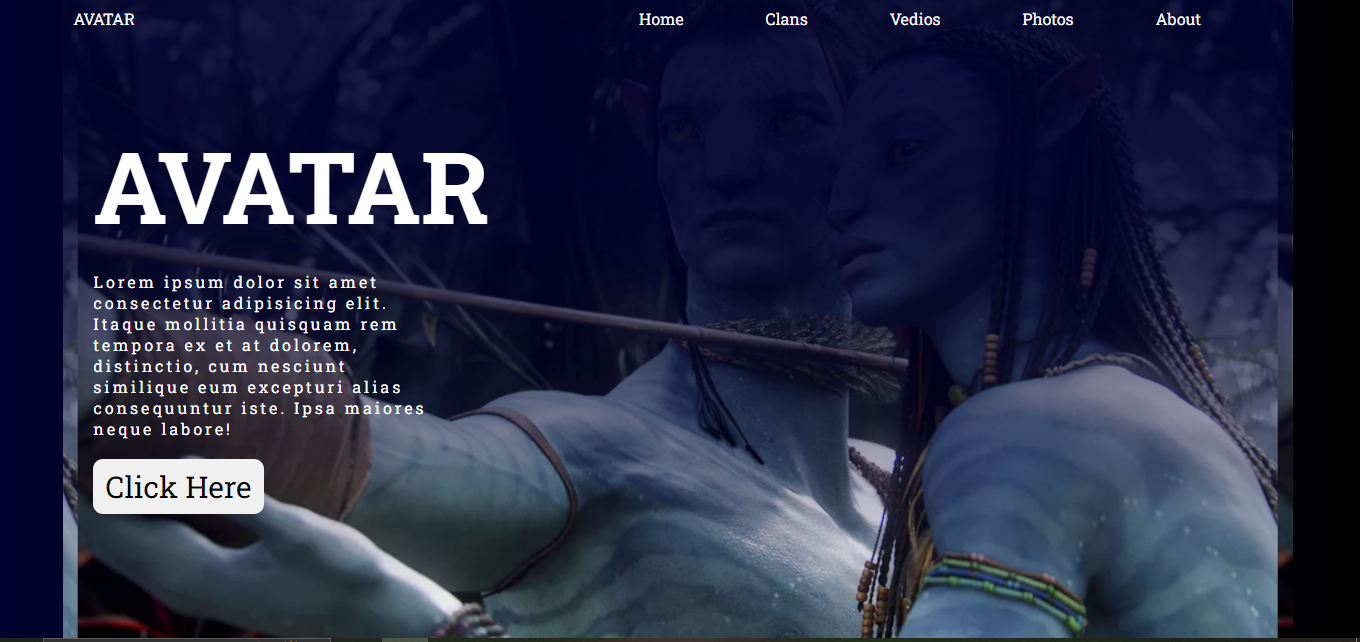 AVATAR
Home Clans Vedios Photos About
AVATAR
Lorem ipsum dolor sit amet
consectetur adipisicing elit.
Itaque mollitia quisquam rem
tempora ex et at dolorem,
distinctio, cum nesciunt
similique eum excepturi alias
consequuntur iste. Ipsa maiores
neque labore!
Click Here